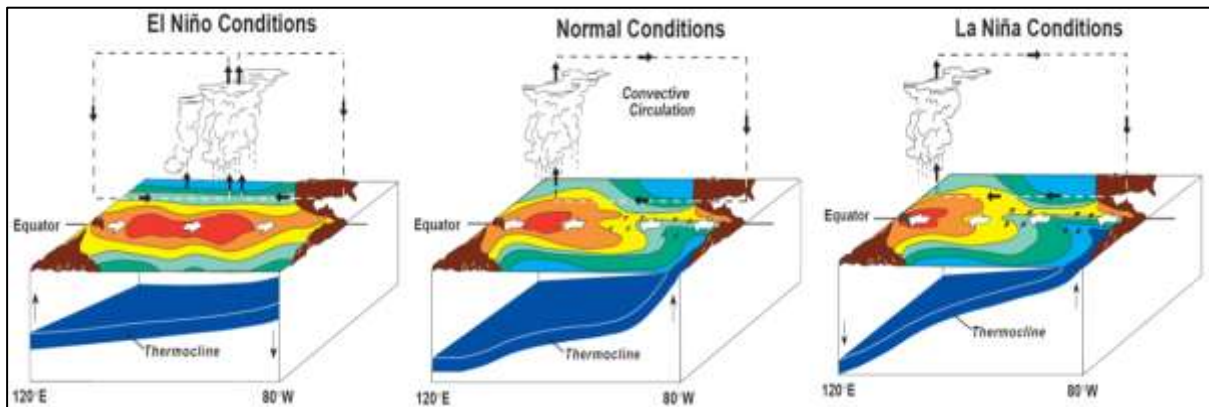 El Niño Conditions
Equator
Thermocline
120°E
80°W
Normal Conditions
Convective
Circulation
Equator
Thermocline
120°E
80°W
La Niña Conditions
Equator
Thermocline
120°E
80°W